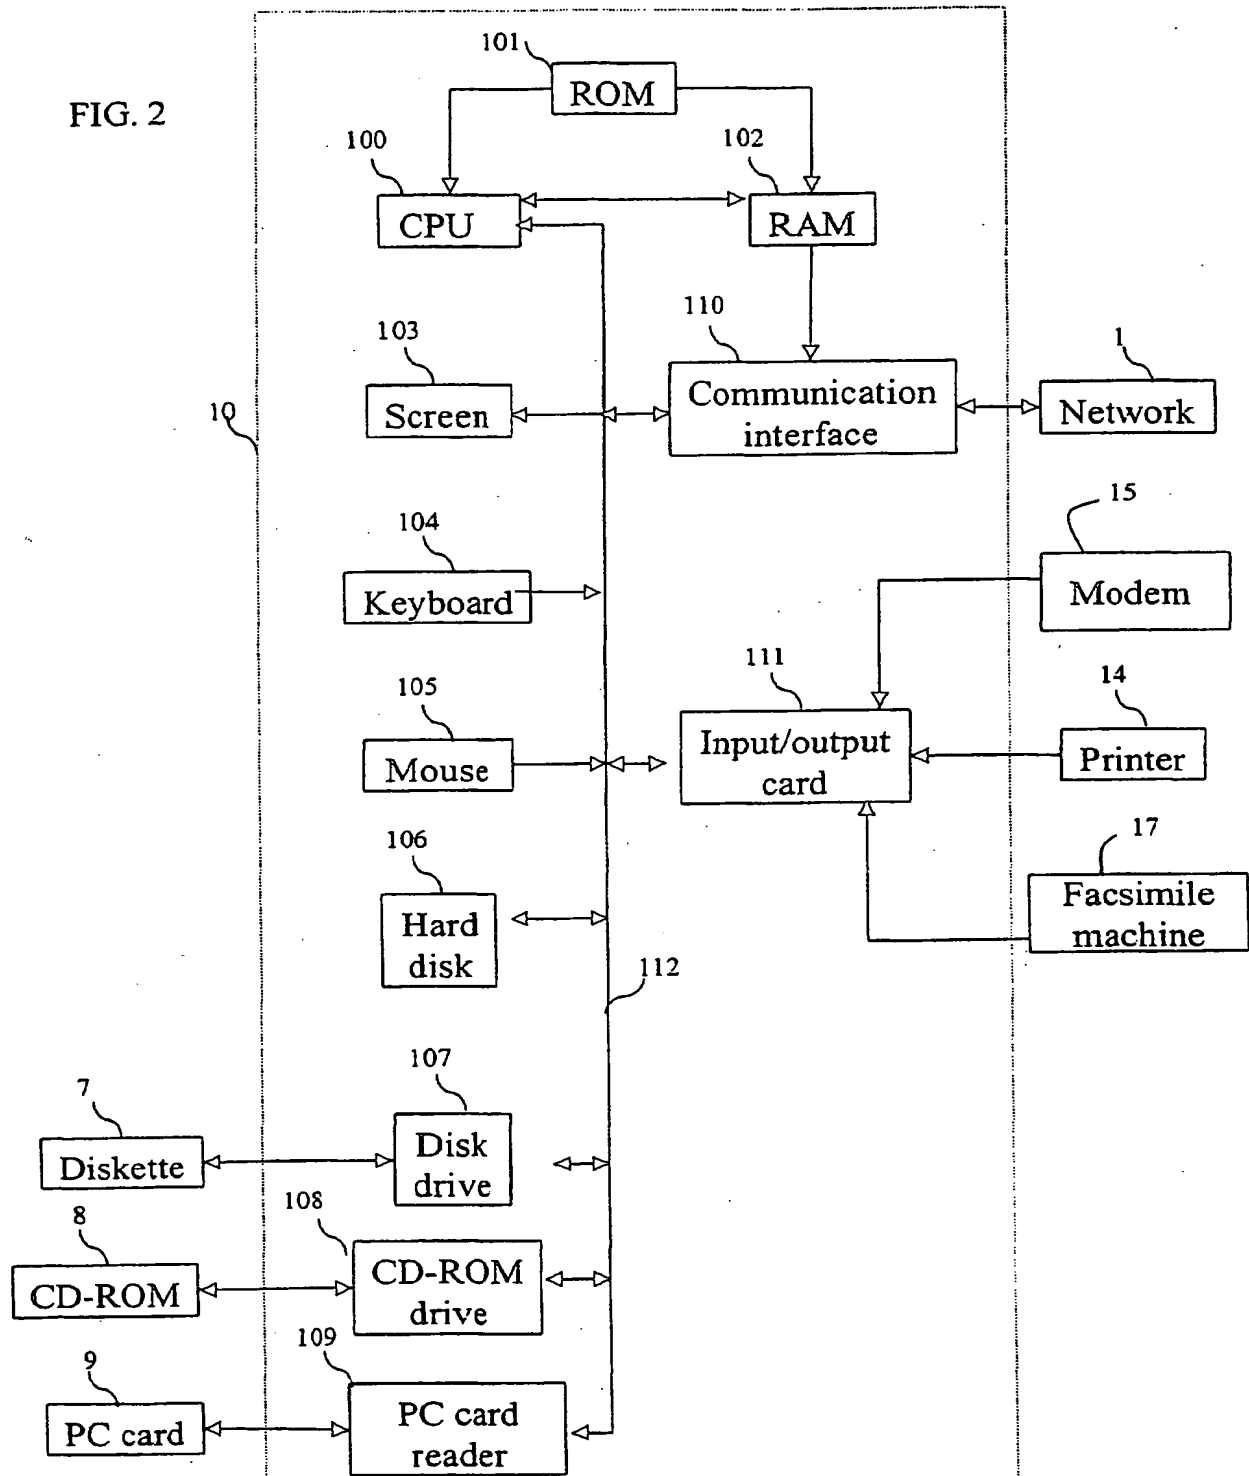 FIG. 2
101
ROM
100
CPU
102
RAM
103
Screen
110
Communication
interface
1
Network
10
104
Keyboard
15
Modem
105
Mouse
111
Input/output
card
14
Printer
106
Hard
disk
17
Facsimile
machine
112
7
Diskette
107
Disk
drive
8
CD-ROM
108
CD-ROM
drive
9
PC card
109
PC card
reader